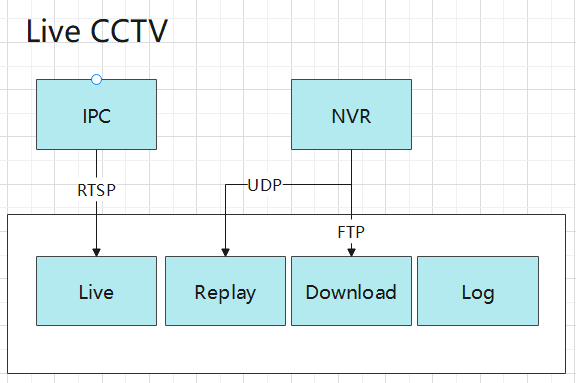 Live CCTV
IPC
NVR
RTSP
UDP
FTP
Live
Replay
Download
Log